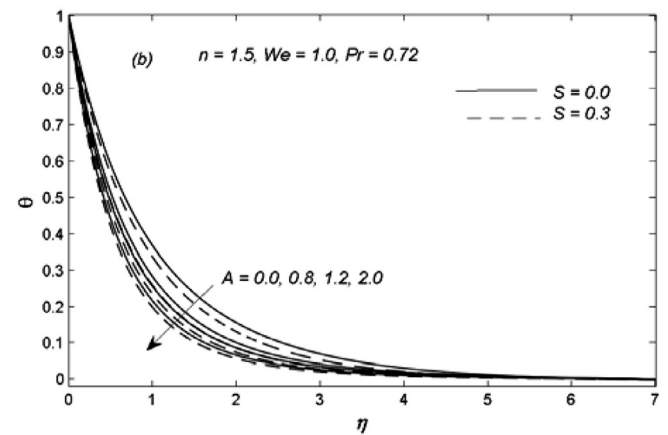 1
0.9
0.8
0.7
0.6
0.5
0.4
0.3
0.2
0.1
0
θ
(b) n = 1.5, We = 1.0, Pr = 0.72
S = 0.0
S = 0.3
A = 0.0, 0.8, 1.2, 2.0
0 1 2 3 4 5 6 7
η